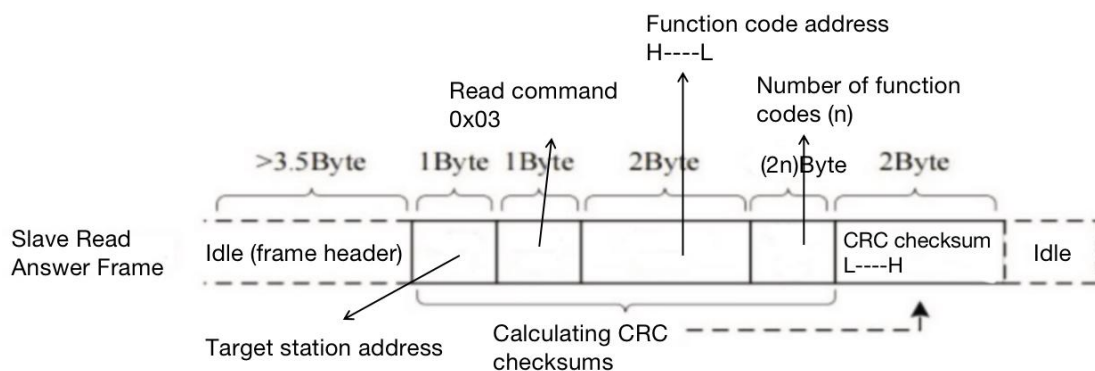 Function code address
H----L
Read command
0x03
Number of function
codes (n)
>3.5Byte
1Byte
1Byte
2Byte
(2n)Byte
2Byte
Slave Read
Answer Frame
Idle (frame header)
CRC checksum
L----H
Idle
Target station address
Calculating CRC
checksums